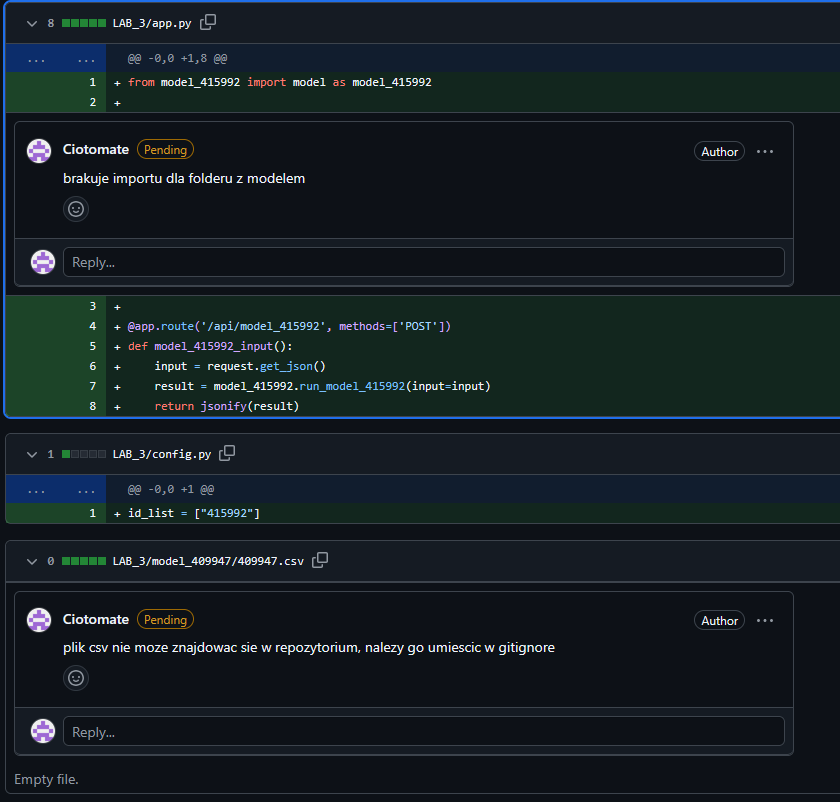 8 LAB_3/app.py
... ... @@ -0,0 +1,8 @@
1 + from model_415992 import model as model_415992
2 +
Ciotomate Pending Author ...
brakuje importu dla folderu z modelem
Reply...
3 +
4 + @app.route('/api/model_415992', methods=['POST'])
5 + def model_415992_input():
6 + input = request.get_json()
7 + result = model_415992.run_model_415992(input=input)
8 + return jsonify(result)
1 LAB_3/config.py
... ... @@ -0,0 +1 @@
1 + id_list = ["415992"]
0 LAB_3/model_409947/409947.csv
Ciotomate Pending Author ...
plik csv nie moze znajdowac sie w repozytorium, nalezy go umiescic w gitignore
Reply...
Empty file.